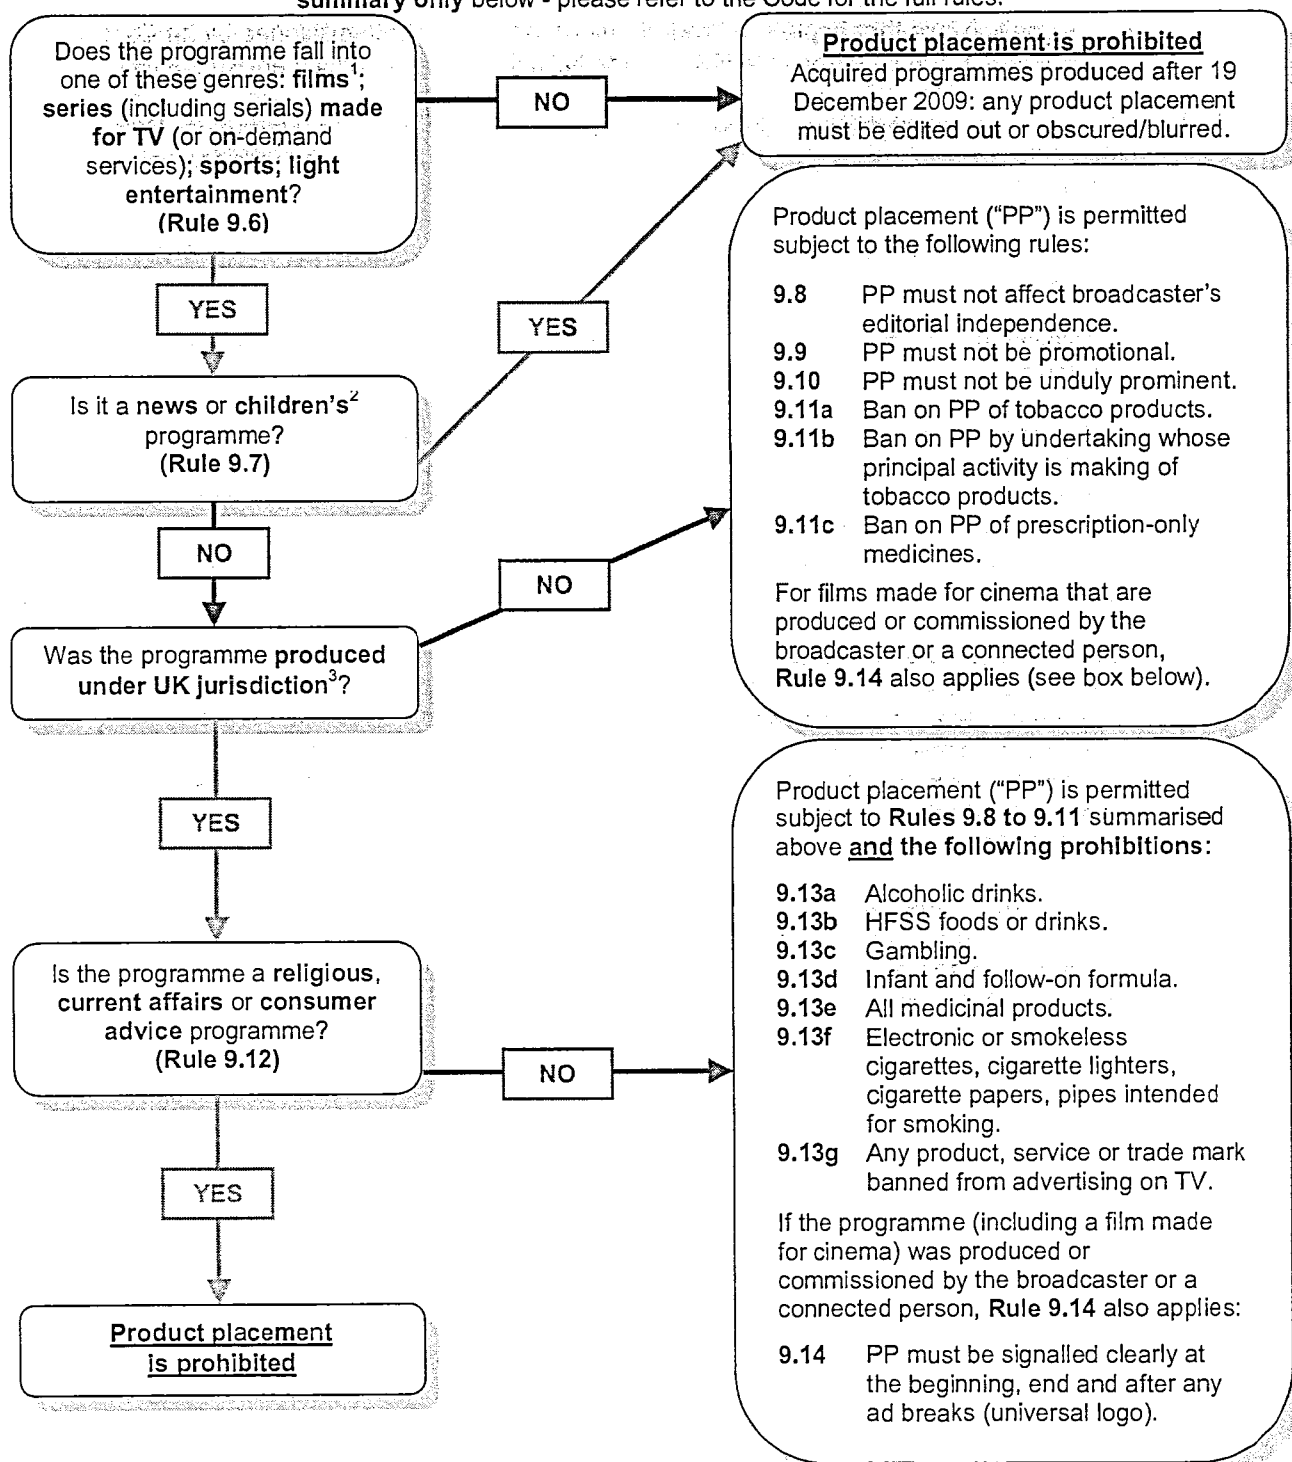 summary only below - please refer to the Code for the full rules.
Does the programme fall into
one of these genres: films¹;
series (including serials) made
for TV (or on-demand
services); sports; light
entertainment?
(Rule 9.6)
NO
Product placement is prohibited
Acquired programmes produced after 19
December 2009: any product placement
must be edited out or obscured/blurred.
YES
Is it a news or children's²
programme?
(Rule 9.7)
YES
NO
Was the programme produced
under UK jurisdiction³?
NO
Product placement (“PP”) is permitted
subject to the following rules:
9.8 PP must not affect broadcaster's
editorial independence.
9.9 PP must not be promotional.
9.10 PP must not be unduly prominent.
9.11a Ban on PP of tobacco products.
9.11b Ban on PP by undertaking whose
principal activity is making of
tobacco products.
9.11c Ban on PP of prescription-only
medicines.
For films made for cinema that are
produced or commissioned by the
broadcaster or a connected person,
Rule 9.14 also applies (see box below).
YES
Is the programme a religious,
current affairs or consumer
advice programme?
(Rule 9.12)
NO
Product placement (“PP”) is permitted
subject to Rules 9.8 to 9.11 summarised
above and the following prohibitions:
9.13a Alcoholic drinks.
9.13b HFSS foods or drinks.
9.13c Gambling.
9.13d Infant and follow-on formula.
9.13e All medicinal products.
9.13f Electronic or smokeless
cigarettes, cigarette lighters,
cigarette papers, pipes intended
for smoking.
9.13g Any product, service or trade mark
banned from advertising on TV.
If the programme (including a film made
for cinema) was produced or
commissioned by the broadcaster or a
connected person, Rule 9.14 also applies:
9.14 PP must be signalled clearly at
the beginning, end and after any
ad breaks (universal logo).
YES
Product placement
is prohibited